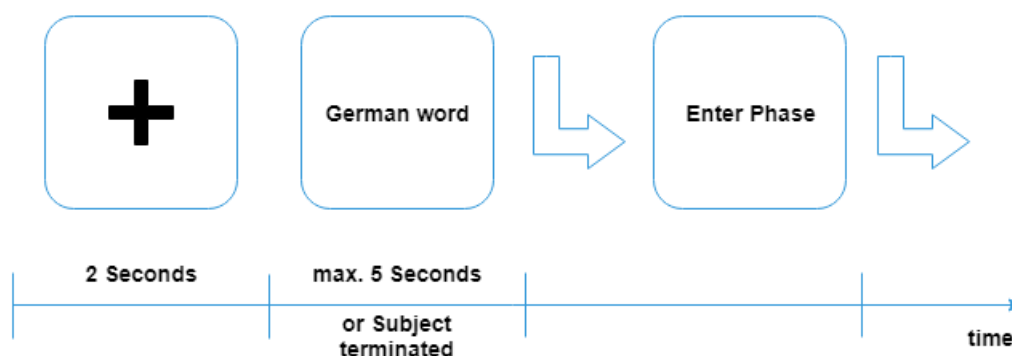 German word
Enter Phase
2 Seconds
max. 5 Seconds
or Subject
terminated
time